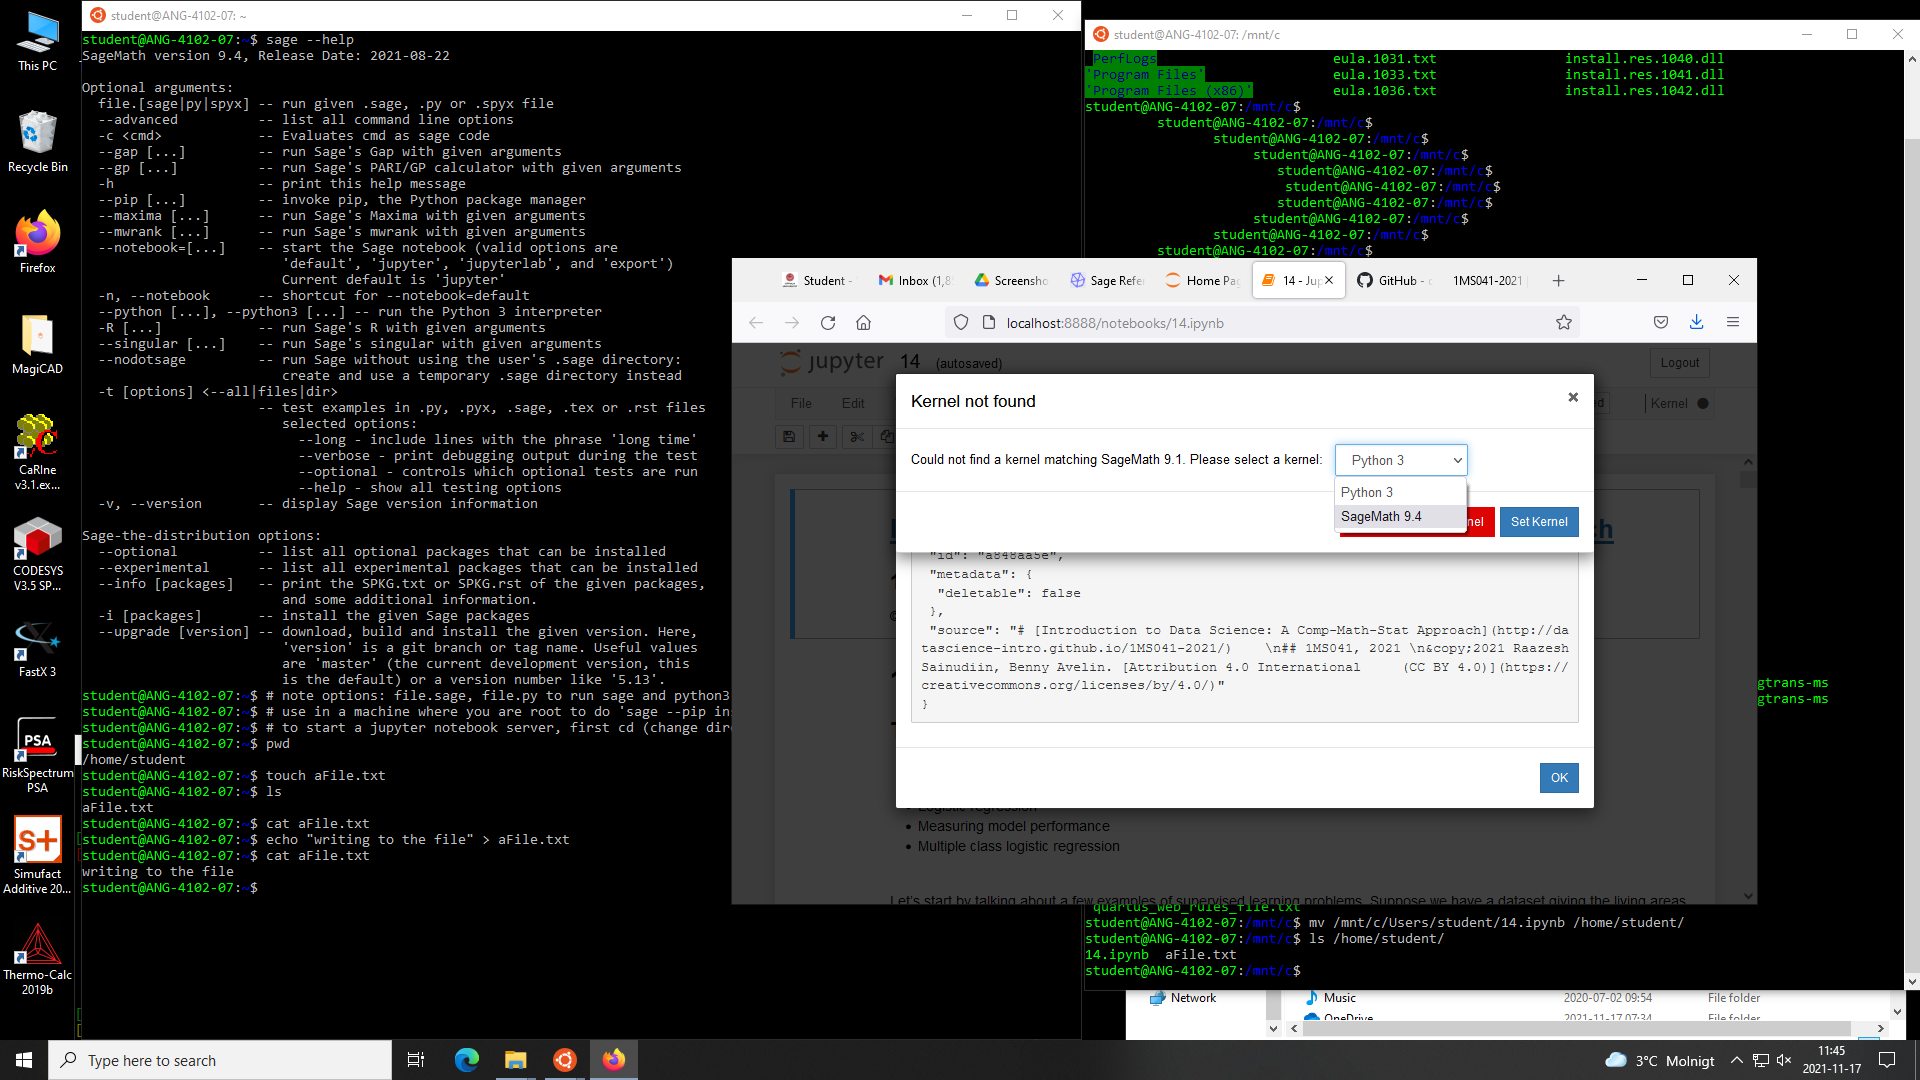 This PC
Recycle Bin
Firefox
MagiCAD
CaRIne
v3.1.ex...
CODESYS
V3.5 SP...
FastX 3
RiskSpectrum
PSA
Simufact
Additive 20...
Thermo-Calc
2019b
student@ANG-4102-07: ~
student@ANG-4102-07:~$ sage --help
SageMath version 9.4, Release Date: 2021-08-22
Optional arguments:
file.[sage|py|spyx] -- run given .sage, .py or .spyx file
--advanced -- list all command line options
-c <cmd> -- Evaluates cmd as sage code
--gap [...] -- run Sage's Gap with given arguments
--gp [...] -- run Sage's PARI/GP calculator with given arguments
-h -- print this help message
--pip [...] -- invoke pip, the Python package manager
--maxima [...] -- run Sage's Maxima with given arguments
--mwrank [...] -- run Sage's mwrank with given arguments
--notebook=[...] -- start the Sage notebook (valid options are
'default', 'jupyter', 'jupyterlab', and 'export')
Current default is 'jupyter'
-n, --notebook -- shortcut for --notebook=default
--python [...], --python3 [...] -- run the Python 3 interpreter
-R [...] -- run Sage's R with given arguments
--singular [...] -- run Sage's singular with given arguments
--nodotsage -- run Sage without using the user's .sage directory:
create and use a temporary .sage directory instead
-t [options] <--all|files|dir>
-- test examples in .py, .pyx, .sage, .tex or .rst files
selected options:
--long - include lines with the phrase 'long time'
--verbose - print debugging output during the test
--optional - controls which optional tests are run
--help - show all testing options
-v, --version -- display Sage version information
Sage-the-distribution options:
--optional -- list all optional packages that can be installed
--experimental -- list all experimental packages that can be installed
--info [packages] -- print the SPKG.txt or SPKG.rst of the given packages,
and some additional information.
-i [packages] -- install the given Sage packages
--upgrade [version] -- download, build and install the given version. Here,
'version' is a git branch or tag name. Useful values
are 'master' (the current development version, this
is the default) or a version number like '5.13'.
student@ANG-4102-07:~$ # note options: file.sage, file.py to run sage and python3
student@ANG-4102-07:~$ # use in a machine where you are root to do 'sage --pip ins
student@ANG-4102-07:~$ # to start a jupyter notebook server, first cd (change dire
student@ANG-4102-07:~$ pwd
/home/student
student@ANG-4102-07:~$ touch aFile.txt
student@ANG-4102-07:~$ ls
aFile.txt
student@ANG-4102-07:~$ cat aFile.txt
student@ANG-4102-07:~$ echo "writing to the file" > aFile.txt
student@ANG-4102-07:~$ cat aFile.txt
writing to the file
student@ANG-4102-07:~$
student@ANG-4102-07: /mnt/c
PerfLogs eula.1031.txt install.res.1040.dll
'Program Files' eula.1033.txt install.res.1041.dll
'Program Files (x86)' eula.1036.txt install.res.1042.dll
student@ANG-4102-07:/mnt/c$
student@ANG-4102-07:/mnt/c$
student@ANG-4102-07:/mnt/c$
student@ANG-4102-07:/mnt/c$
student@ANG-4102-07:/mnt/c$
student@ANG-4102-07:/mnt/c$
student@ANG-4102-07:/mnt/c$
student@ANG-4102-07:/mnt/c$
student@ANG-4102-07:/mnt/c$
student@ANG-4102-07:/mnt/c$
Student - Inbox (1,8 Screensho Sage Refe Home Pag 14 - Jup GitHub - 1MS041-2021
localhost:8888/notebooks/14.ipynb
jupyter 14 (autosaved) Logout
File Edit Kernel
Kernel not found
Could not find a kernel matching SageMath 9.1. Please select a kernel: Python 3
Python 3
SageMath 9.4
nel Set Kernel
"id": "a848aa5e",
"metadata": {
"deletable": false
},
"source": "# [Introduction to Data Science: A Comp-Math-Stat Approach](http://da
tascience-intro.github.io/1MS041-2021/) \n## 1MS041, 2021 \n&copy;2021 Raazesh
Sainudiin, Benny Avelin. [Attribution 4.0 International (CC BY 4.0)](https://
creativecommons.org/licenses/by/4.0/)"
}
OK
Logistic regression
Measuring model performance
Multiple class logistic regression
Let's start by talking about a few examples of supervised learning problems. Suppose we have a dataset giving the living areas
gtrans-ms
gtrans-ms
quartus_web_rules_file.txt
student@ANG-4102-07:/mnt/c$ mv /mnt/c/Users/student/14.ipynb /home/student/
student@ANG-4102-07:/mnt/c$ ls /home/student/
14.ipynb aFile.txt
student@ANG-4102-07:/mnt/c$
Network Music 2020-07-02 09:54 File folder
OneDrive 2021-11-17 07:34 File folder
Type here to search
3°C Molnigt
11:45
2021-11-17